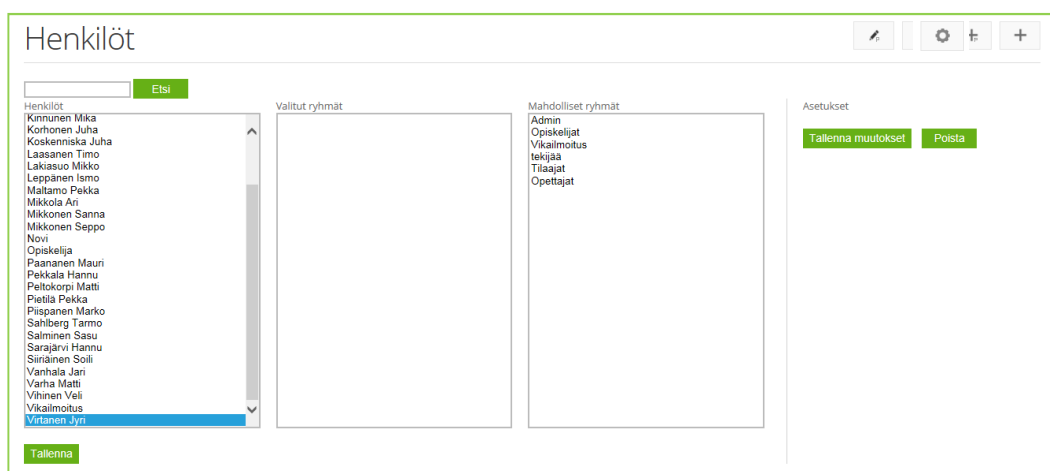 Henkilöt
Etsi
Henkilöt
Kinnunen Mika
Korhonen Juha
Koskenniska Juha
Laasanen Timo
Lakiasuo Mikko
Leppänen Ismo
Maltamo Pekka
Mikkola Ari
Mikkonen Sanna
Mikkonen Seppo
Novi
Opiskelija
Paananen Mauri
Pekkala Hannu
Peltokorpi Matti
Pietilä Pekka
Piispanen Marko
Sahlberg Tarmo
Salminen Sasu
Sarajärvi Hannu
Siiriäinen Soili
Vanhala Jari
Varha Matti
Vihinen Veli
Vikailmoitus
Virtanen Jyri
Tallenna
Valitut ryhmät
Mahdolliset ryhmät
Admin
Opiskelijat
Vikailmoitus
tekijää
Tilaajat
Opettajat
Asetukset
Tallenna muutokset
Poista